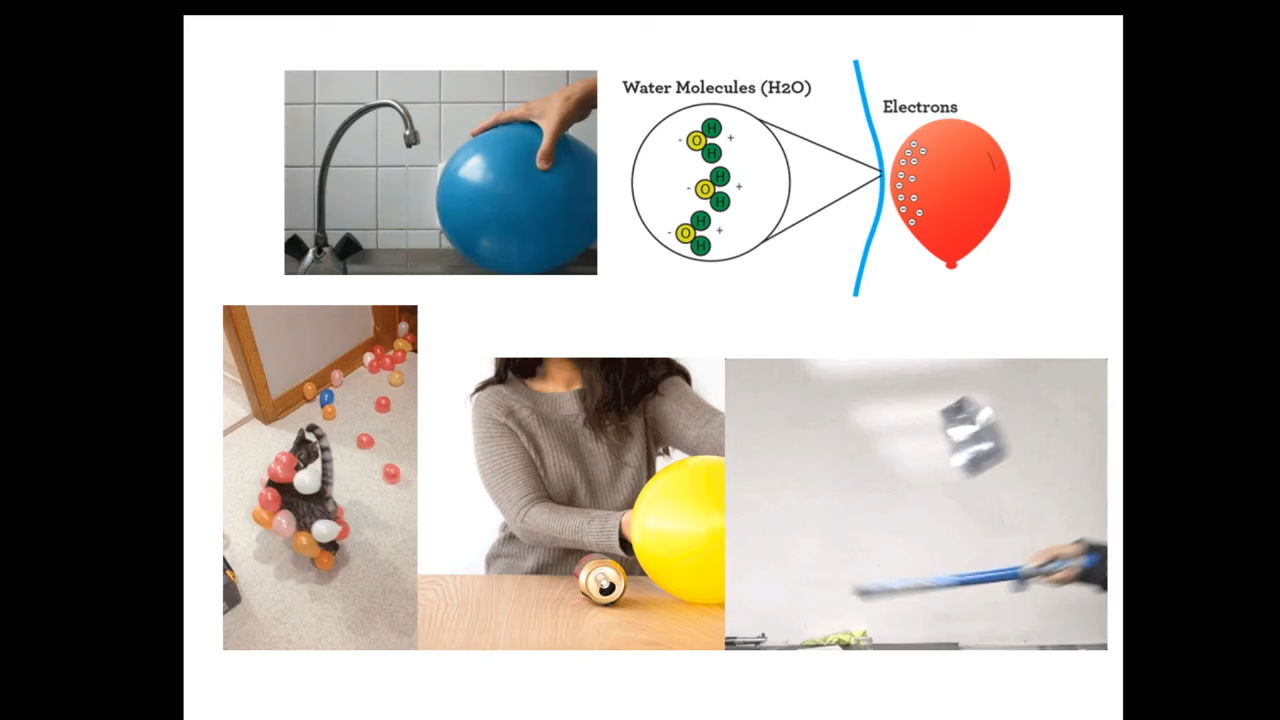 Water Molecules (H2O)
Electrons
H
- O +
H
H
- O +
H
H
- O +
H